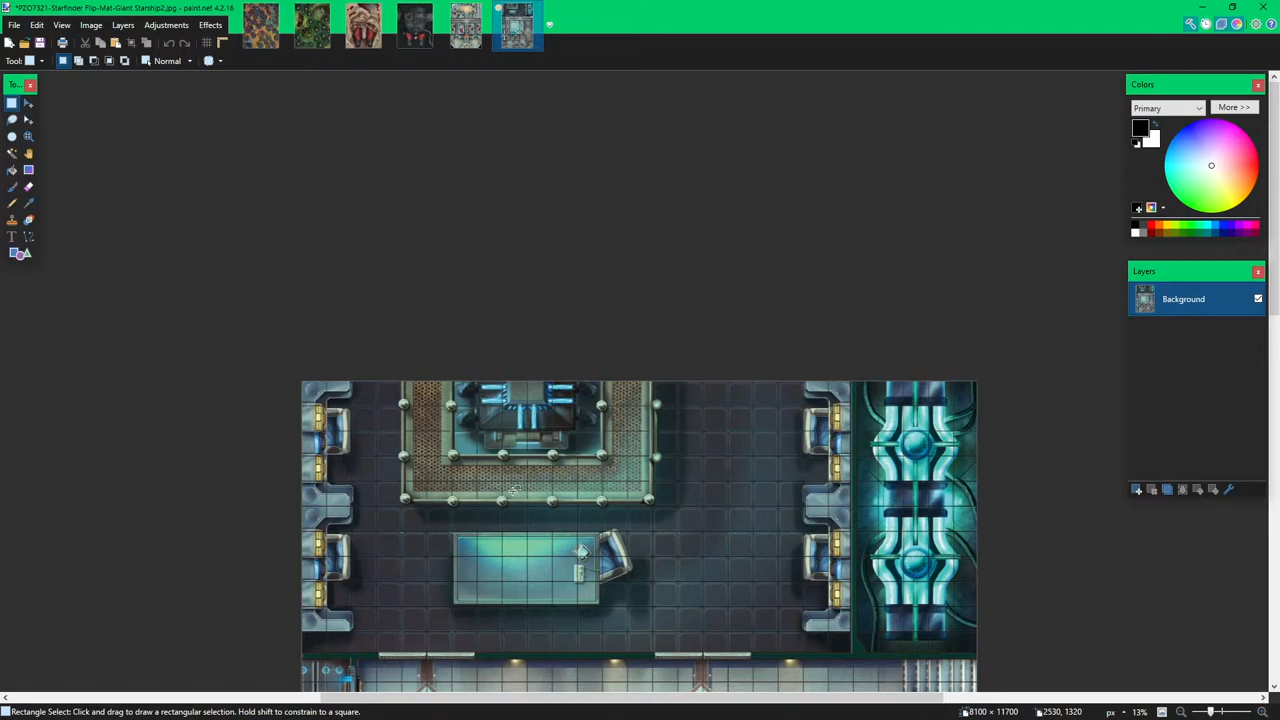 *PZO7321-Starfinder Flip-Mat-Giant Starship2.jpg - paint.net 4.2.16
File Edit View Image Layers Adjustments Effects
Tool: Normal
To...
Colors
Primary More >>
Layers
Background
Rectangle Select: Click and drag to draw a rectangular selection. Hold shift to constrain to a square. 8100 × 11700 2530, 1320 px 13%